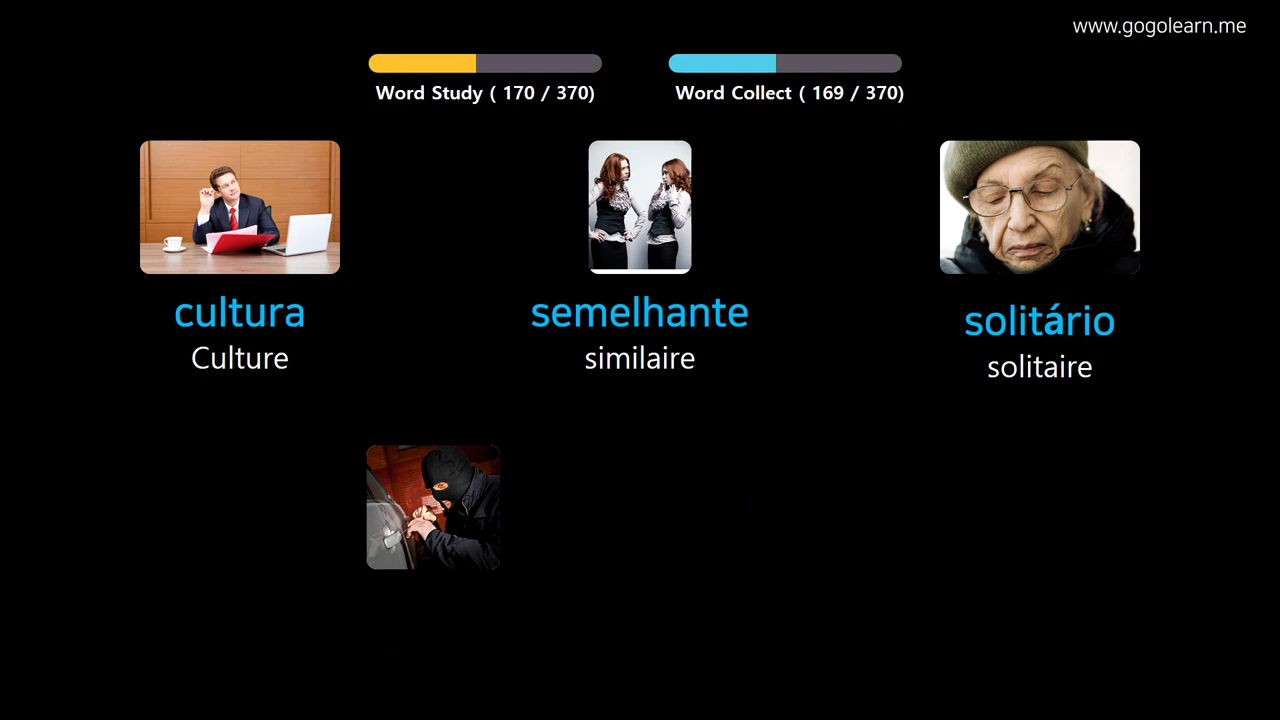 www.gogolearn.me
Word Study ( 170 / 370)
Word Collect ( 169 / 370)
cultura
Culture
semelhante
similaire
solitário
solitaire